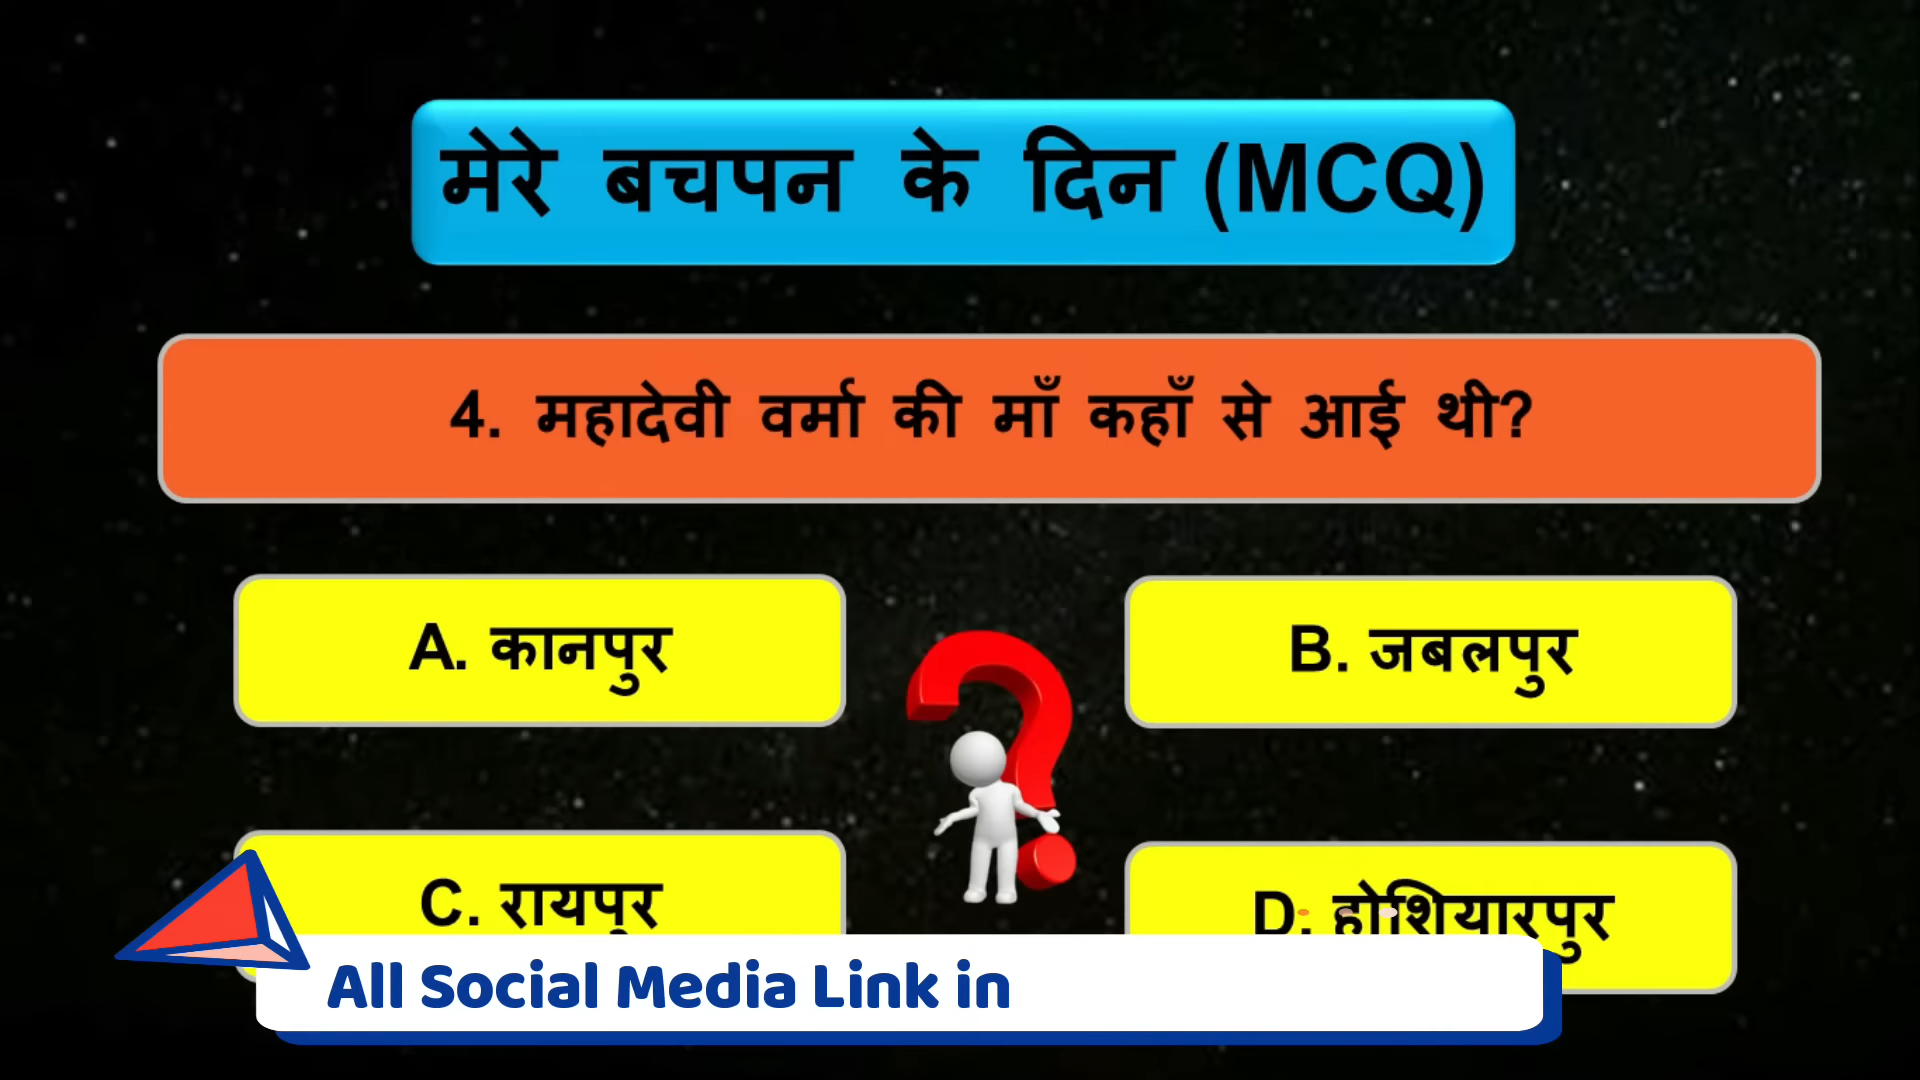 मेरे बचपन के दिन (MCQ)
4. महादेवी वर्मा की माँ कहाँ से आई थी?
A. कानपुर
B. जबलपुर
C. रायपुर
D. होशियारपुर
All Social Media Link in